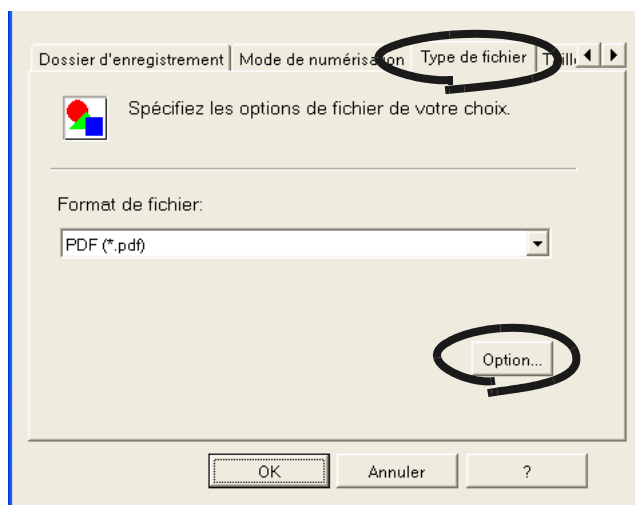 Dossier d'enregistrement Mode de numérisation Type de fichier Taille
Spécifiez les options de fichier de votre choix.
Format de fichier:
PDF (*.pdf)
Option...
OK Annuler ?